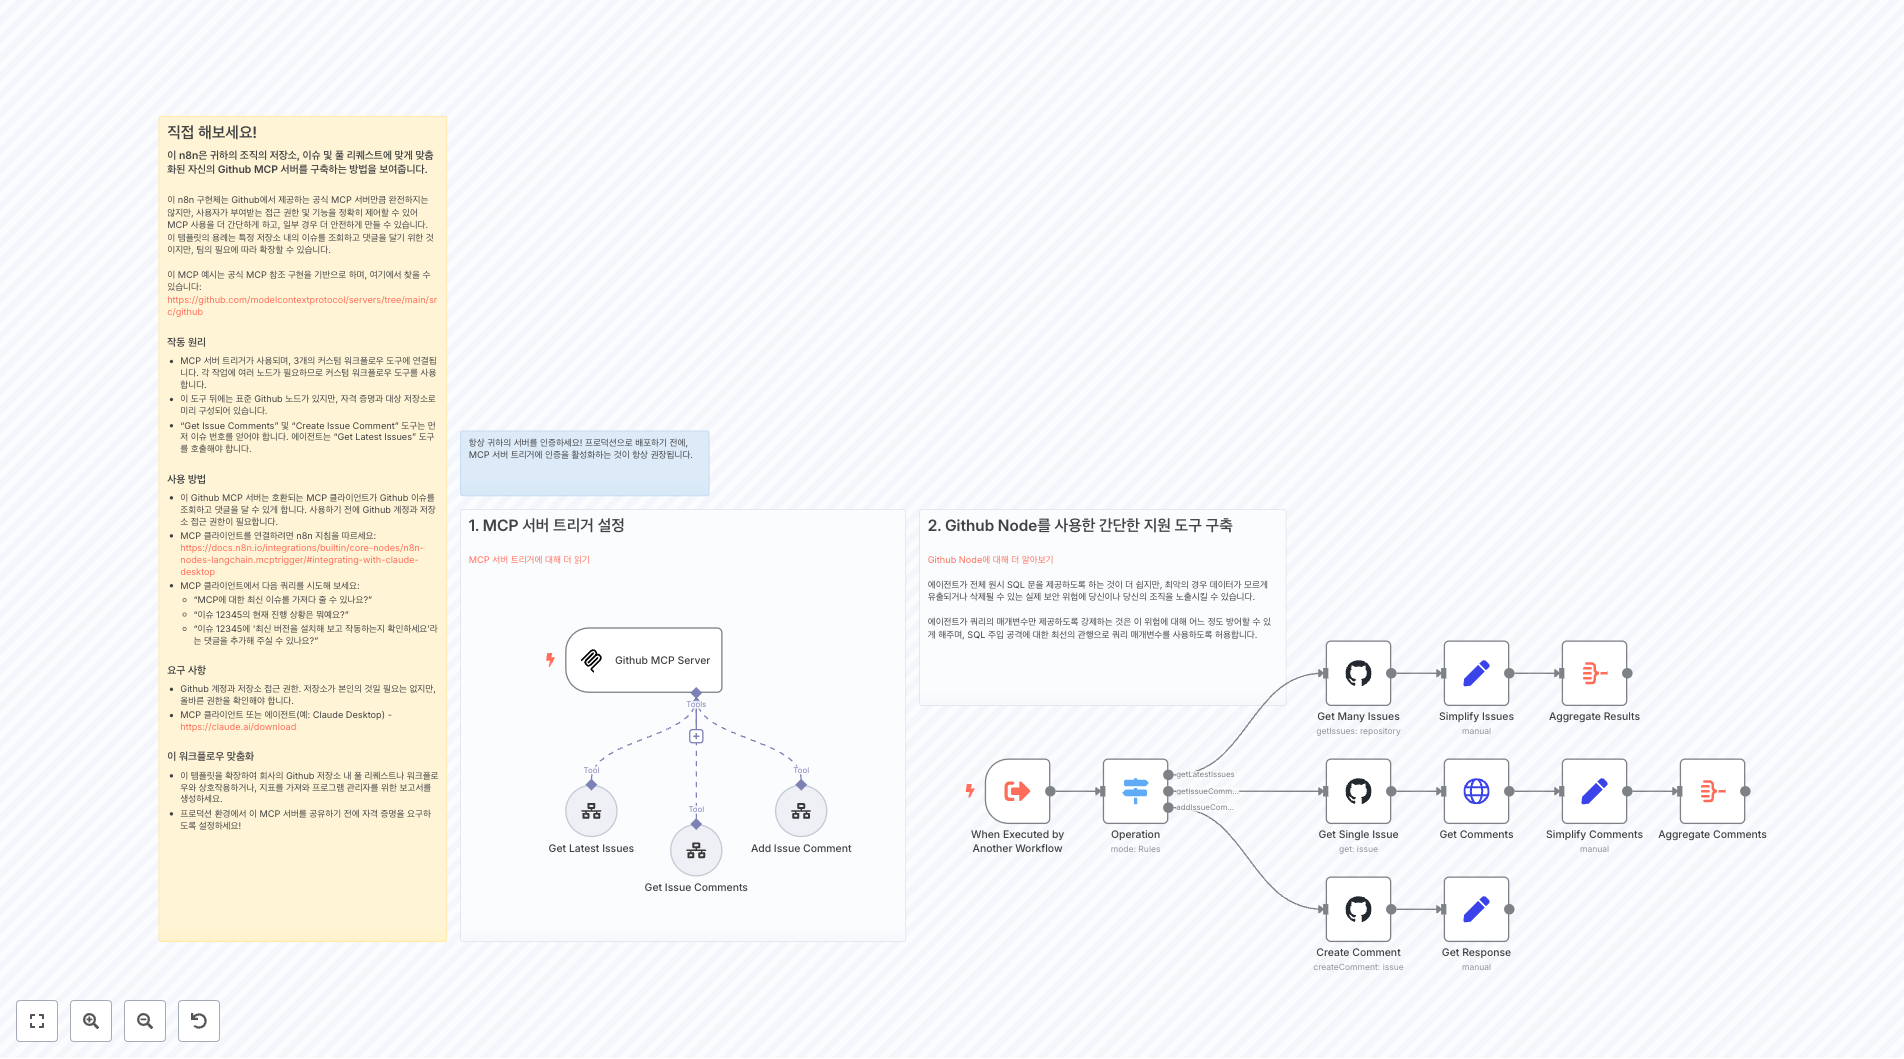 직접 해보세요!
이 n8n은 귀하의 조직의 저장소, 이슈 및 풀 리퀘스트에 맞게 맞춤
화된 자신의 Github MCP 서버를 구축하는 방법을 보여줍니다.
이 n8n 구현체는 Github에서 제공하는 공식 MCP 서버만큼 완전하지는
않지만, 사용자가 부여받는 접근 권한 및 기능을 정확히 제어할 수 있어
MCP 사용을 더 간단하게 하고, 일부 경우 더 안전하게 만들 수 있습니다.
이 템플릿의 용례는 특정 저장소 내의 이슈를 조회하고 댓글을 달기 위한 것
이지만, 팀의 필요에 따라 확장할 수 있습니다.
이 MCP 예시는 공식 MCP 참조 구현을 기반으로 하며, 여기에서 찾을 수
있습니다:
https://github.com/modelcontextprotocol/servers/tree/main/sr
c/github
작동 원리
• MCP 서버 트리거가 사용되며, 3개의 커스텀 워크플로우 도구에 연결됩
니다. 각 작업에 여러 노드가 필요하므로 커스텀 워크플로우 도구를 사용
합니다.
• 이 도구 뒤에는 표준 Github 노드가 있지만, 자격 증명과 대상 저장소로
미리 구성되어 있습니다.
• “Get Issue Comments” 및 “Create Issue Comment” 도구는 먼
저 이슈 번호를 얻어야 합니다. 에이전트는 “Get Latest Issues” 도구
를 호출해야 합니다.
사용 방법
• 이 Github MCP 서버는 호환되는 MCP 클라이언트가 Github 이슈를
조회하고 댓글을 달 수 있게 합니다. 사용하기 전에 Github 계정과 저장
소 접근 권한이 필요합니다.
• MCP 클라이언트를 연결하려면 n8n 지침을 따르세요:
https://docs.n8n.io/integrations/builtin/core-nodes/n8n-
nodes-langchain.mcptrigger/#integrating-with-claude-
desktop
• MCP 클라이언트에서 다음 쿼리를 시도해 보세요:
“MCP에 대한 최신 이슈를 가져다 줄 수 있나요?”
“이슈 12345의 현재 진행 상황은 뭐예요?”
“이슈 12345에 '최신 버전을 설치해 보고 작동하는지 확인하세요'라
는 댓글을 추가해 주실 수 있나요?”
요구 사항
• Github 계정과 저장소 접근 권한. 저장소가 본인의 것일 필요는 없지만,
올바른 권한을 확인해야 합니다.
• MCP 클라이언트 또는 에이전트(예: Claude Desktop) -
https://claude.ai/download
이 워크플로우 맞춤화
• 이 템플릿을 확장하여 회사의 Github 저장소 내 풀 리퀘스트나 워크플로
우와 상호작용하거나, 지표를 가져와 프로그램 관리자를 위한 보고서를
생성하세요.
• 프로덕션 환경에서 이 MCP 서버를 공유하기 전에 자격 증명을 요구하
도록 설정하세요!
항상 귀하의 서버를 인증하세요! 프로덕션으로 배포하기 전에,
MCP 서버 트리거에 인증을 활성화하는 것이 항상 권장됩니다.
1. MCP 서버 트리거 설정
MCP 서버 트리거에 대해 더 읽기
Github MCP Server
Tools
Tool
Tool
Tool
Get Latest Issues
Add Issue Comment
Get Issue Comments
2. Github Node를 사용한 간단한 지원 도구 구축
Github Node에 대해 더 알아보기
에이전트가 전체 원시 SQL 문을 제공하도록 하는 것이 더 쉽지만, 최악의 경우 데이터가 모르게
유출되거나 삭제될 수 있는 실제 보안 위험에 당신이나 당신의 조직을 노출시킬 수 있습니다.
에이전트가 쿼리의 매개변수만 제공하도록 강제하는 것은 이 위험에 대해 어느 정도 방어할 수 있
게 해주며, SQL 주입 공격에 대한 최선의 관행으로 쿼리 매개변수를 사용하도록 허용합니다.
When Executed by
Another Workflow
Operation
mode: Rules
getLatestIssues
getIssueComm...
addIssueCom...
Get Many Issues
getIssues: repository
Simplify Issues
manual
Aggregate Results
Get Single Issue
get: issue
Get Comments
Simplify Comments
manual
Aggregate Comments
Create Comment
createComment: issue
Get Response
manual